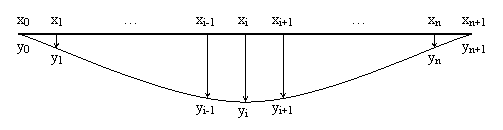 x0 x1 ... xi-1 xi xi+1 ... xn xn+1
y0 y1 yi-1 yi yi+1 yn yn+1